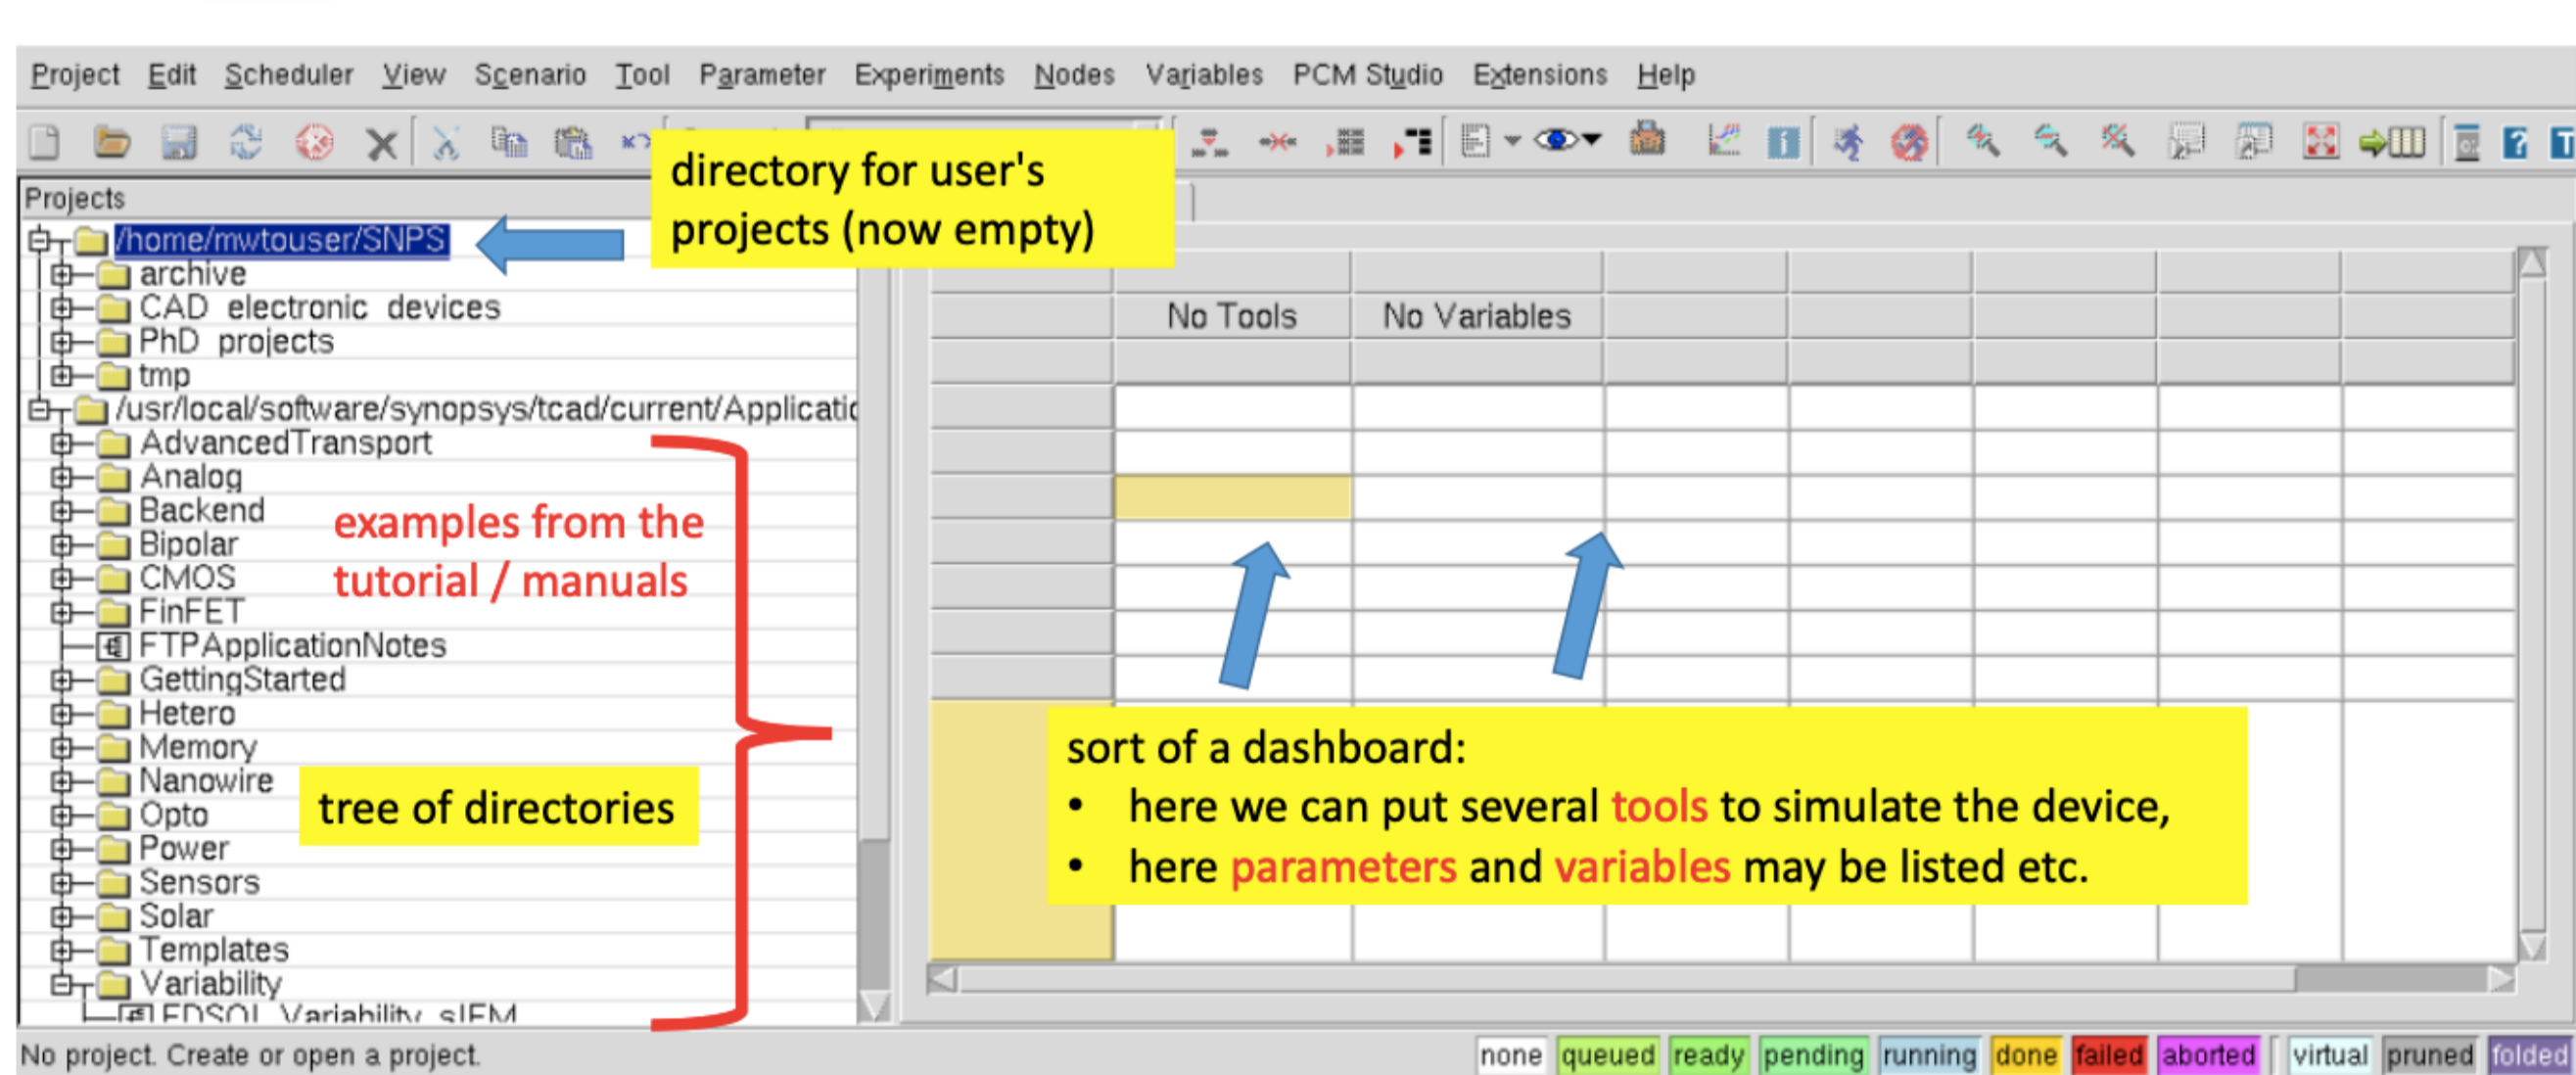 Project Edit Scheduler View Scenario Tool Parameter Experiments Nodes Variables PCM Studio Extensions Help
directory for user's
projects (now empty)
Projects
/home/mwtouser/SNPS
archive
CAD electronic devices
PhD projects
tmp
/usr/local/software/synopsys/tcad/current/Applicatio
AdvancedTransport
Analog
Backend
Bipolar
CMOS
FinFET
FTPApplicationNotes
GettingStarted
Hetero
Memory
Nanowire
Opto
Power
Sensors
Solar
Templates
Variability
FDSOI Variability sIFM
examples from the
tutorial / manuals
tree of directories
No Tools No Variables
sort of a dashboard:
• here we can put several tools to simulate the device,
• here parameters and variables may be listed etc.
No project. Create or open a project.
none queued ready pending running done failed aborted virtual pruned folded